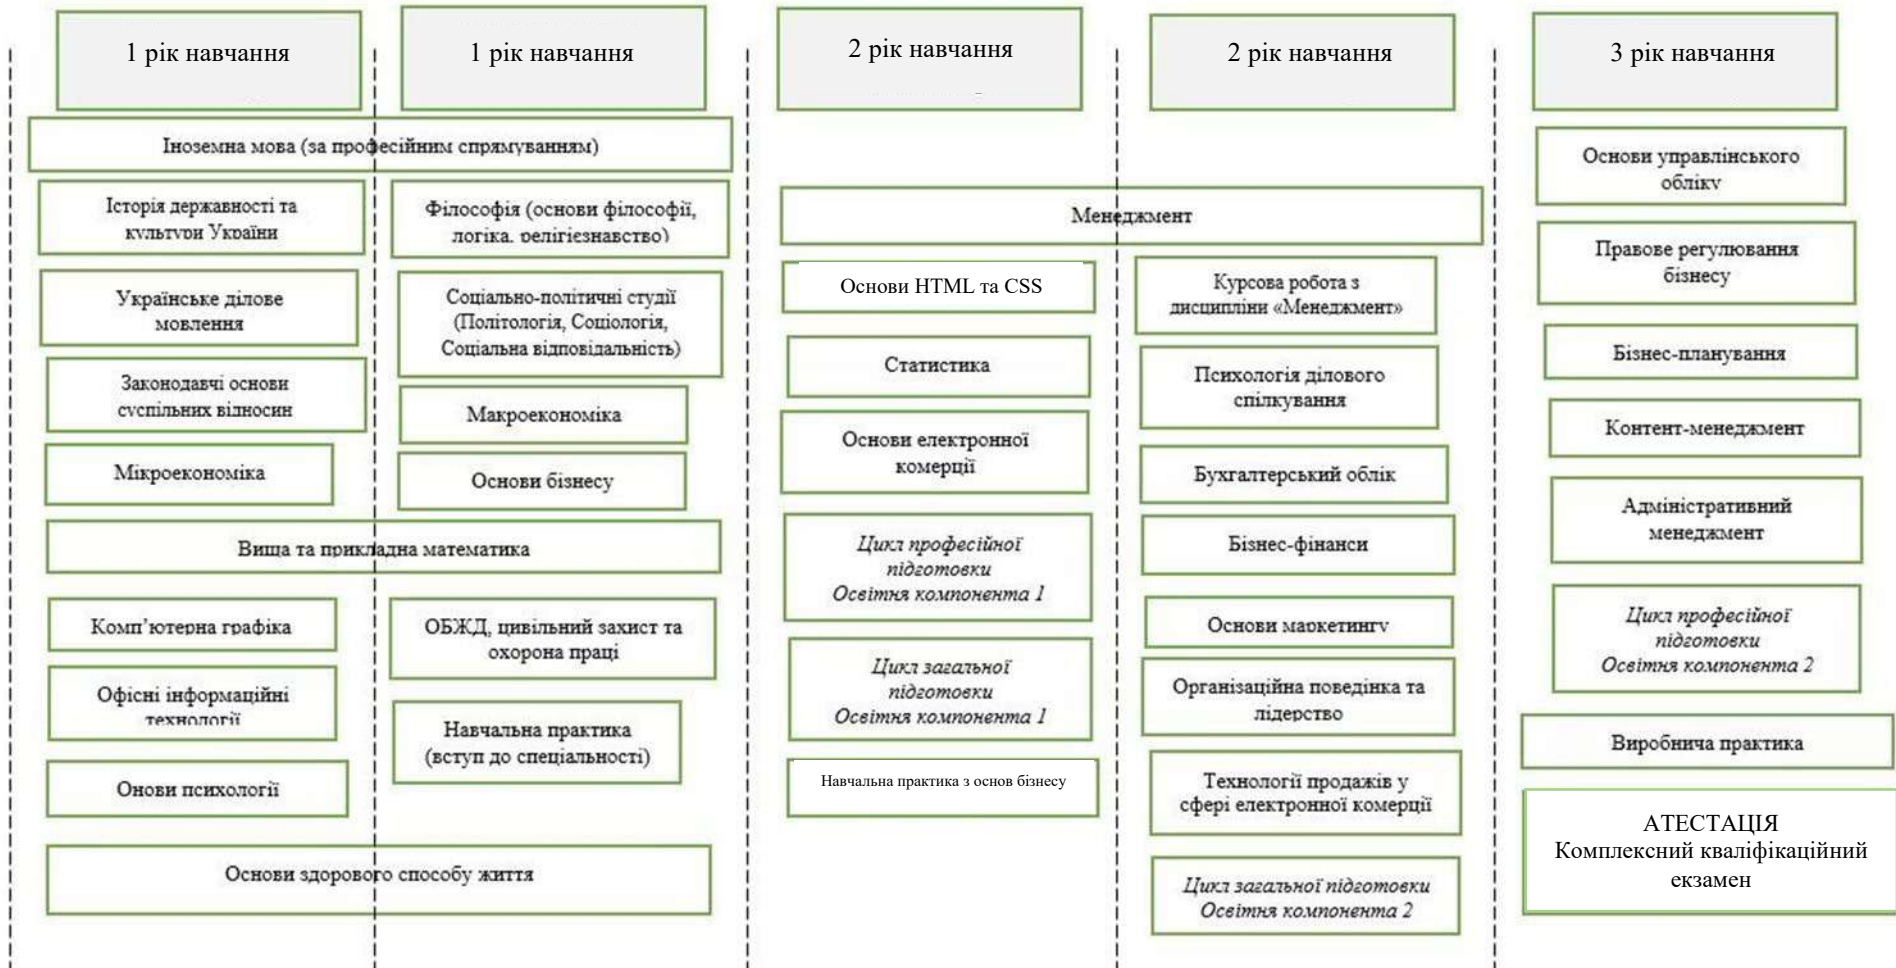 1 рік навчання
1 рік навчання
2 рік навчання
2 рік навчання
3 рік навчання
Іноземна мова (за професійним спрямуванням)
Історія державності та
культури України
Українське ділове
мовлення
Законодавчі основи
суспільних відносин
Мікроекономіка
Філософія (основи філософії,
логіка, релігієзнавство)
Соціально-політичні студії
(Політологія, Соціологія,
Соціальна відповідальність)
Макроекономіка
Основи бізнесу
Вища та прикладна математика
Комп’ютерна графіка
Офісні інформаційні
технології
Онови психології
ОБЖД, цивільний захист та
охорона праці
Навчальна практика
(вступ до спеціальності)
Основи здорового способу життя
Менеджмент
Основи HTML та CSS
Статистика
Основи електронної
комерції
Цикл професійної
підготовки
Освітня компонента 1
Цикл загальної
підготовки
Освітня компонента 1
Навчальна практика з основ бізнесу
Курсова робота з
дисципліни «Менеджмент»
Психологія ділового
спілкування
Бухгалтерський облік
Бізнес-фінанси
Основи маркетингу
Організаційна поведінка та
лідерство
Технології продажів у
сфері електронної комерції
Цикл загальної підготовки
Освітня компонента 2
Основи управлінського
обліку
Правове регулювання
бізнесу
Бізнес-планування
Контент-менеджмент
Адміністративний
менеджмент
Цикл професійної
підготовки
Освітня компонента 2
Виробнича практика
АТЕСТАЦІЯ
Комплексний кваліфікаційний
екзамен